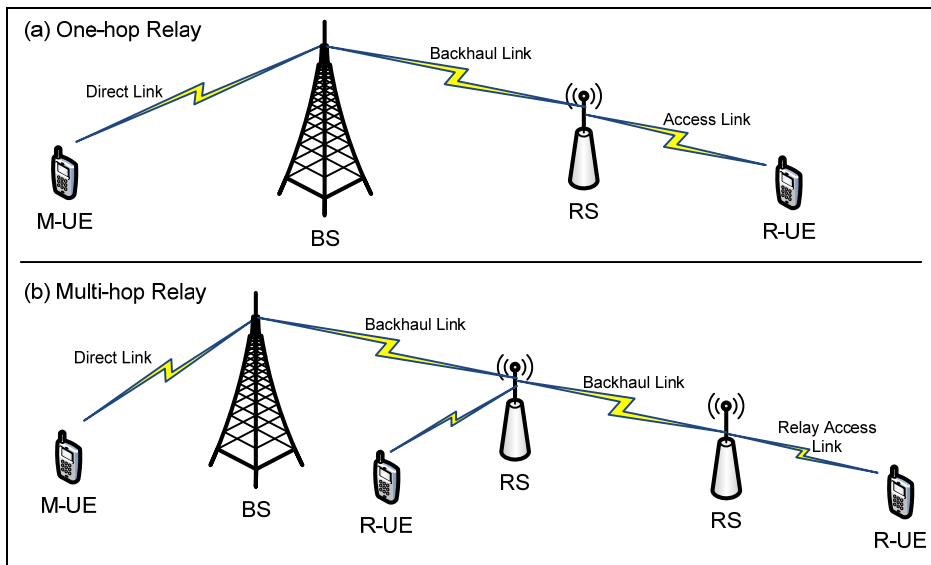 (a) One-hop Relay
Backhaul Link
Direct Link
Access Link
M-UE
BS
RS
R-UE
(b) Multi-hop Relay
Backhaul Link
Direct Link
Backhaul Link
Relay Access
Link
M-UE
BS
R-UE
RS
RS
R-UE